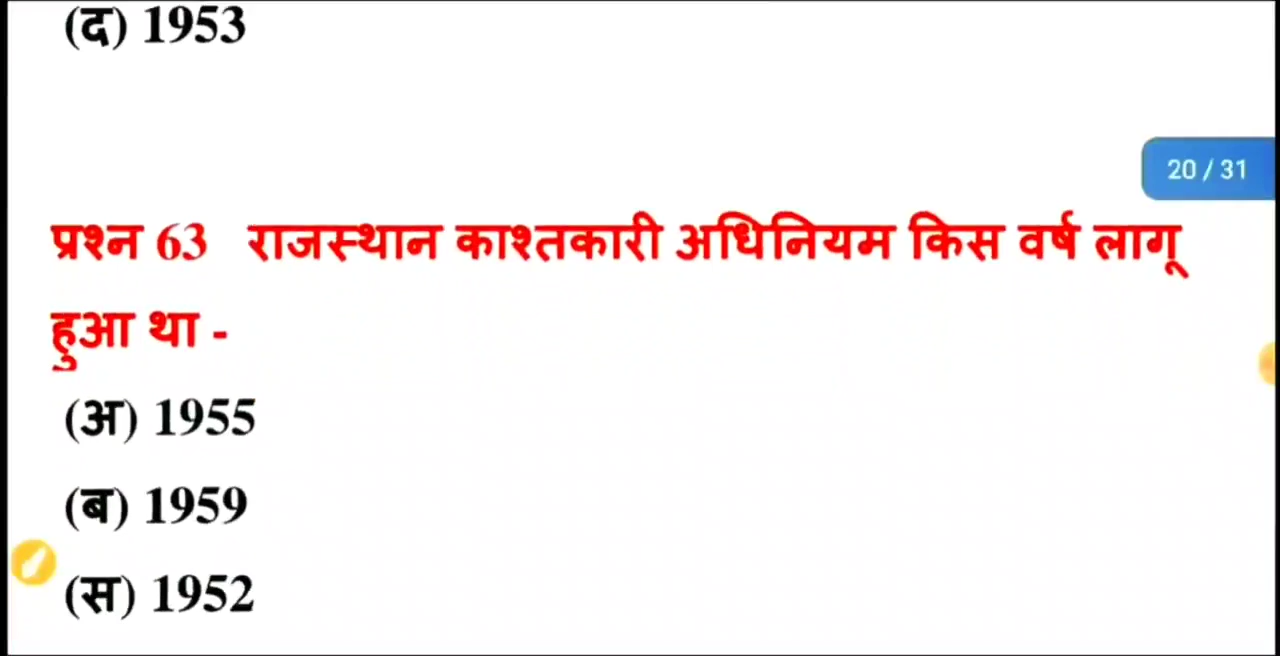 (द) 1953
20 / 31
प्रश्न 63 राजस्थान काश्तकारी अधिनियम किस वर्ष लागू
हुआ था -
(अ) 1955
(ब) 1959
(स) 1952